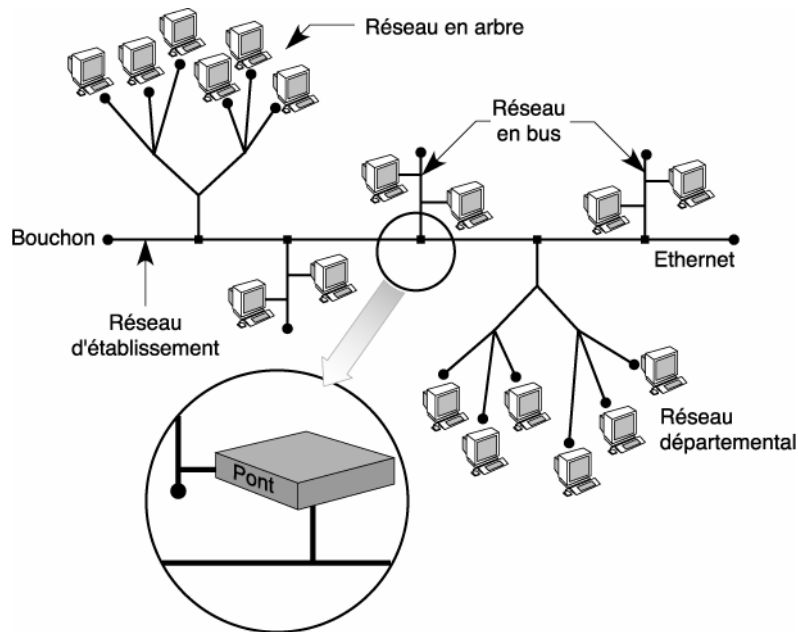 Réseau en arbre
Réseau
en bus
Bouchon
Ethernet
Réseau
d'établissement
Réseau
départemental
Pont